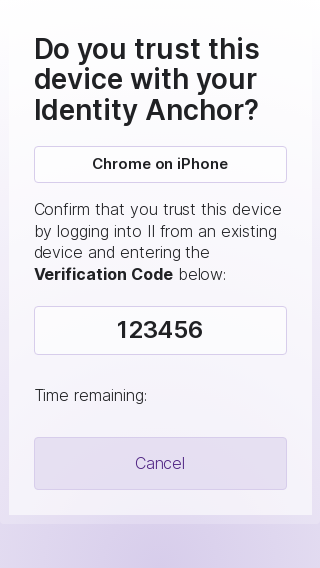 Do you trust this
device with your
Identity Anchor?
Chrome on iPhone
Confirm that you trust this device
by logging into II from an existing
device and entering the
Verification Code below:
123456
Time remaining:
Cancel